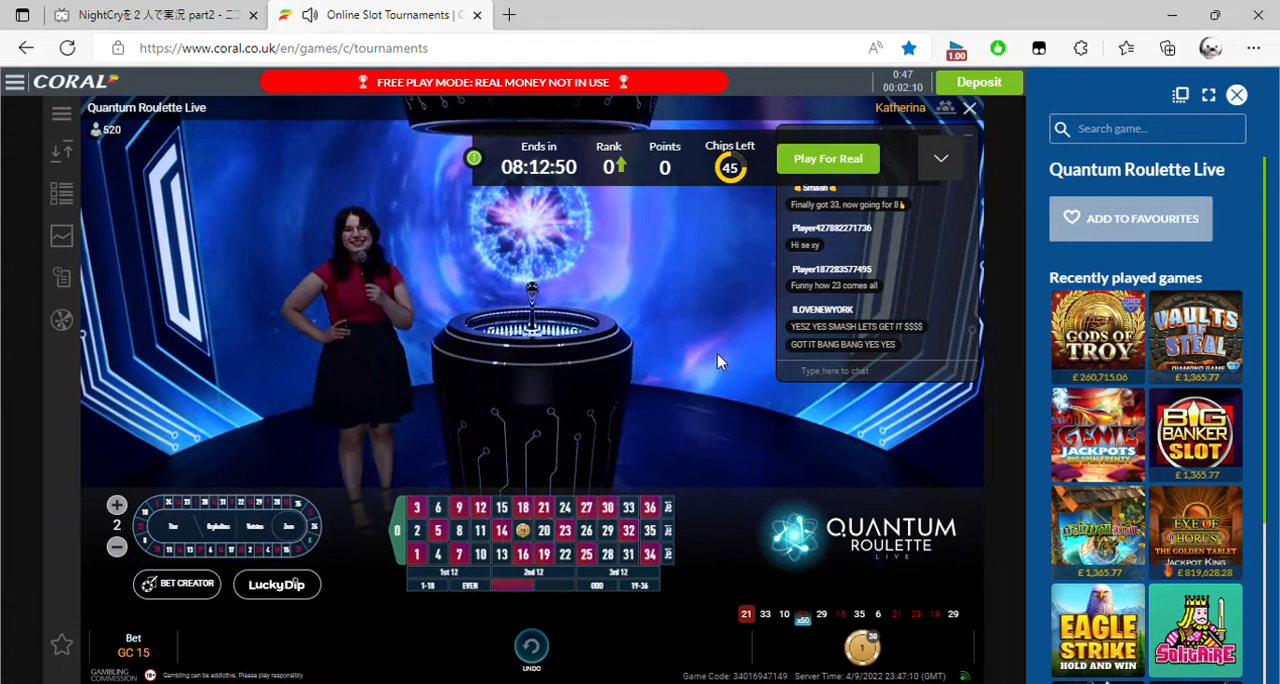 NightCryを2人で実況 part2 - ニコ
Online Slot Tournaments | C
https://www.coral.co.uk/en/games/c/tournaments
1.00
CORAL
FREE PLAY MODE: REAL MONEY NOT IN USE
0:47
00:02:10
Deposit
Quantum Roulette Live
Katherina
520
Ends in
08:12:50
Rank
0
Points
0
Chips Left
45
Play For Real
Smash
Finally got 33, now going for 8
Player427882271736
Hi se xy
Player187283577495
Funny how 23 comes all
ILOVENEWYORK
YESZ YES SMASH LETS GET IT $$$$
GOT IT BANG BANG YES YES
Type here to chat
Search game...
Quantum Roulette Live
ADD TO FAVOURITES
Recently played games
GODS OF TROY
£ 260,715.06
VAULTS OF STEAL
DIAMOND GAME
£ 1,365.77
GENIE JACKPOTS
BIG SPIN FRENZY
BIG BANKER SLOT
£ 1,365.77
£ 1,365.77
EYE OF HORUS
THE GOLDEN TABLET
JACKPOT KING
£ 819,628.28
EAGLE STRIKE
HOLD AND WIN
SOLITAIRE
2
3 6 9 12 15 18 21 24 27 30 33 36
0 2 5 8 11 14 20 23 26 29 32 35
1 4 7 10 13 16 19 22 25 28 31 34
1st 12 2nd 12 3rd 12
1-18 EVEN ODD 19-36
BET CREATOR
LuckyDip
QUANTUM
ROULETTE
LIVE
21 33 10 x50 29 16 35 6 21 23 19 29
Bet
GC 15
UNDO
30
1
GAMBLING COMMISSION
18+
Gambling can be addictive. Please play responsibly
Game Code: 34016947149 Server Time: 4/9/2022 23:47:10 (GMT)